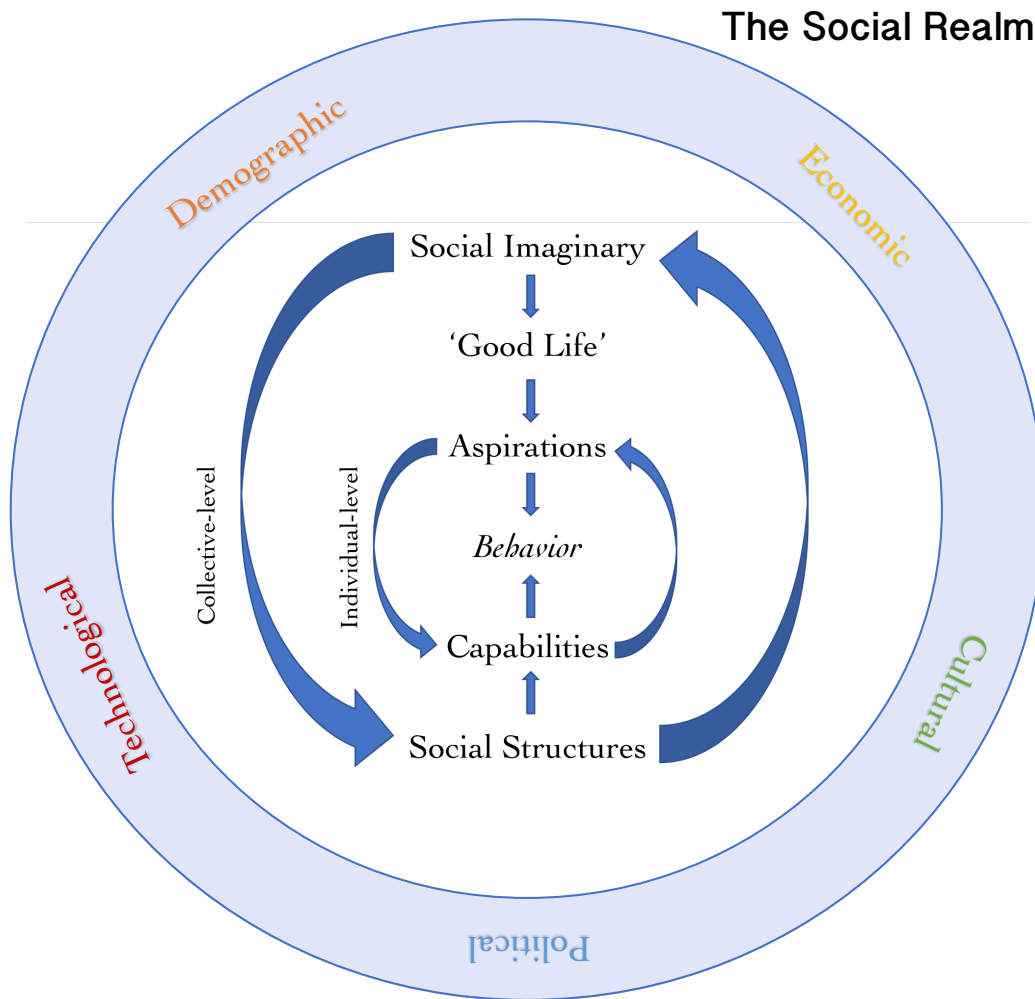 The Social Realm
Demographic
Economic
Social Imaginary
‘Good Life’
Aspirations
Collective-level
Individual-level
Behavior
Capabilities
Social Structures
Technological
Cultural
Political